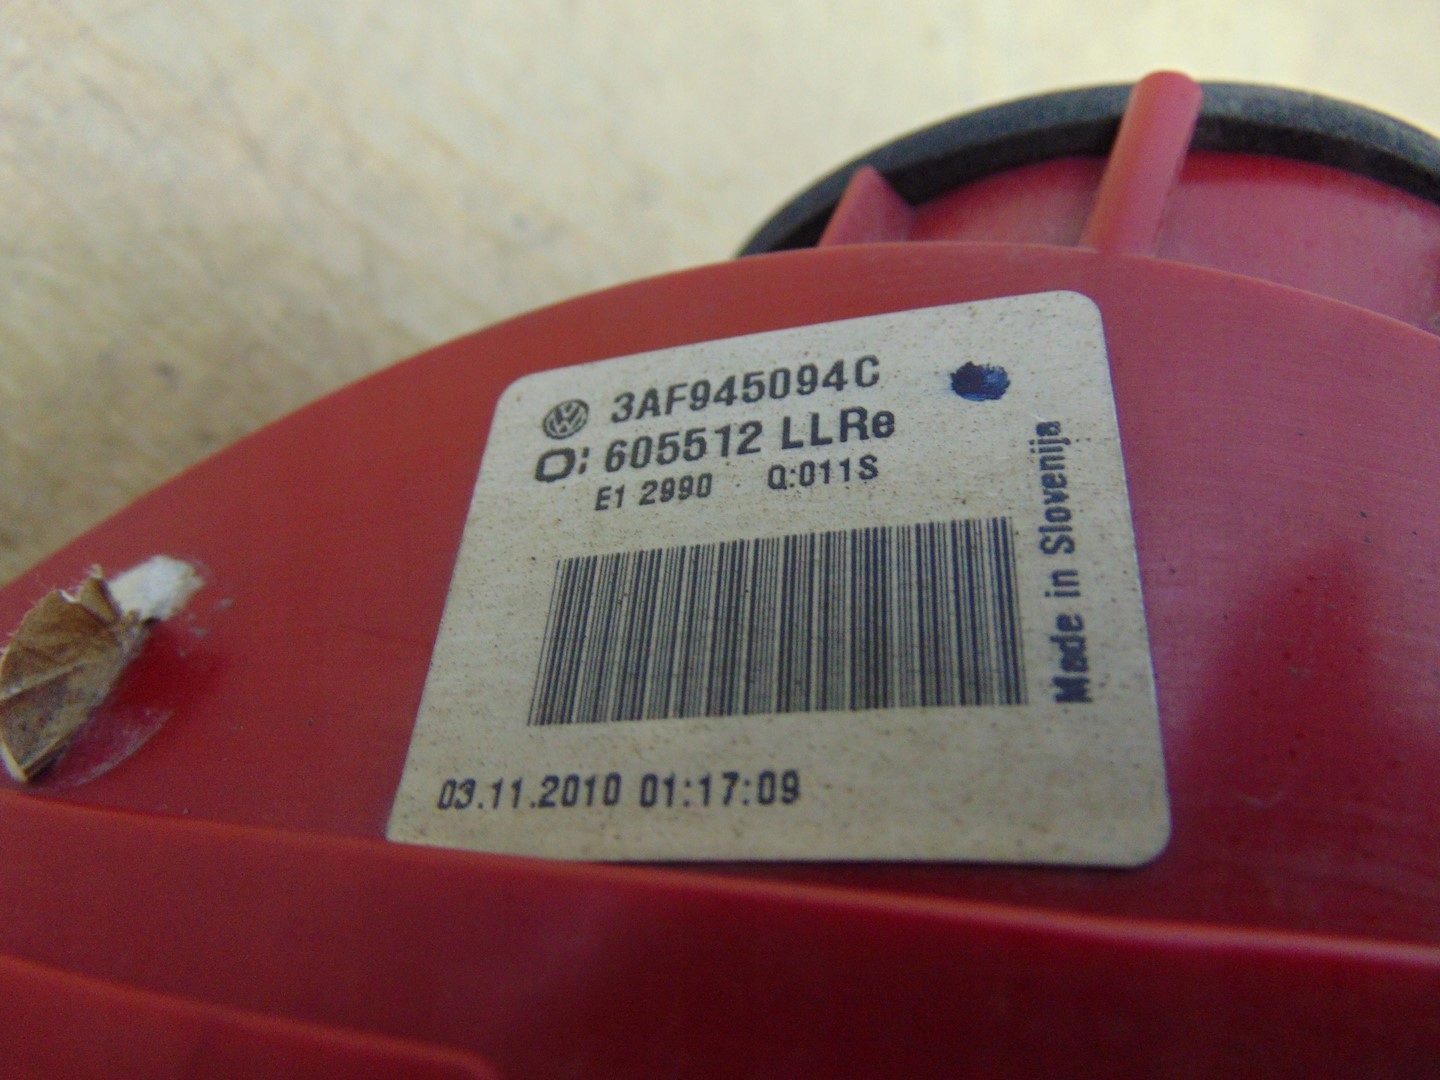 3AF945094C
O: 605512 LLRe
E1 2990 Q:011S
Made in Slovenija
03.11.2010 01:17:09